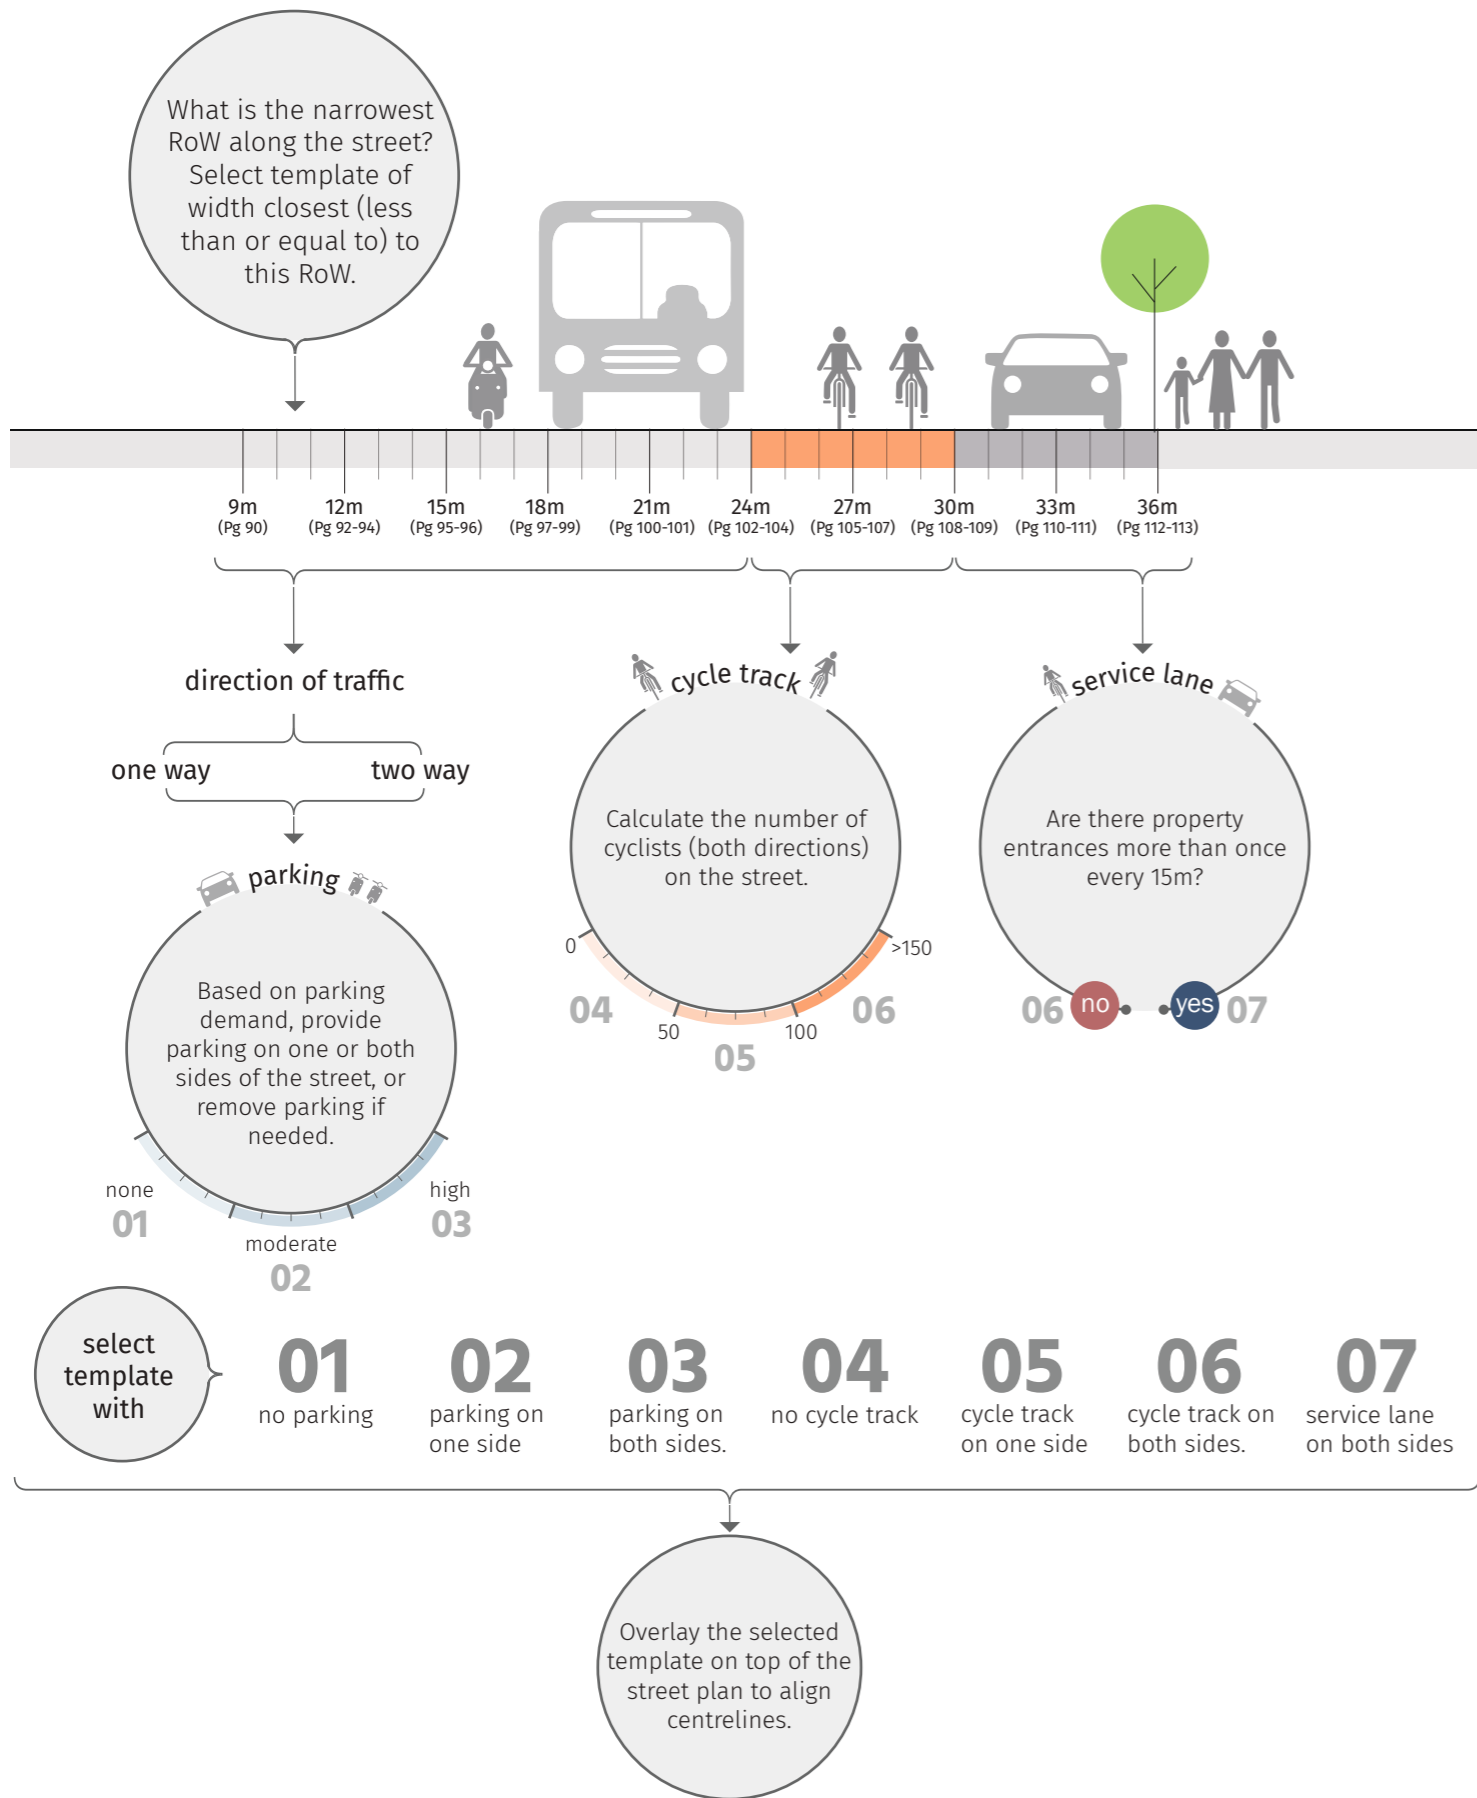 What is the narrowest
RoW along the street?
Select template of
width closest (less
than or equal to) to
this RoW.
9m
(Pg 90)
12m
(Pg 92-94)
15m
(Pg 95-96)
18m
(Pg 97-99)
21m
(Pg 100-101)
24m
(Pg 102-104)
27m
(Pg 105-107)
30m
(Pg 108-109)
33m
(Pg 110-111)
36m
(Pg 112-113)
direction of traffic
one way
two way
parking
Based on parking
demand, provide
parking on one or both
sides of the street, or
remove parking if
needed.
none
01
moderate
02
high
03
cycle track
Calculate the number of
cyclists (both directions)
on the street.
0
04
50
05
100
06
>150
service lane
Are there property
entrances more than once
every 15m?
06
no
yes
07
select
template
with
01
no parking
02
parking on
one side
03
parking on
both sides.
04
no cycle track
05
cycle track
on one side
06
cycle track on
both sides.
07
service lane
on both sides
Overlay the selected
template on top of the
street plan to align
centrelines.